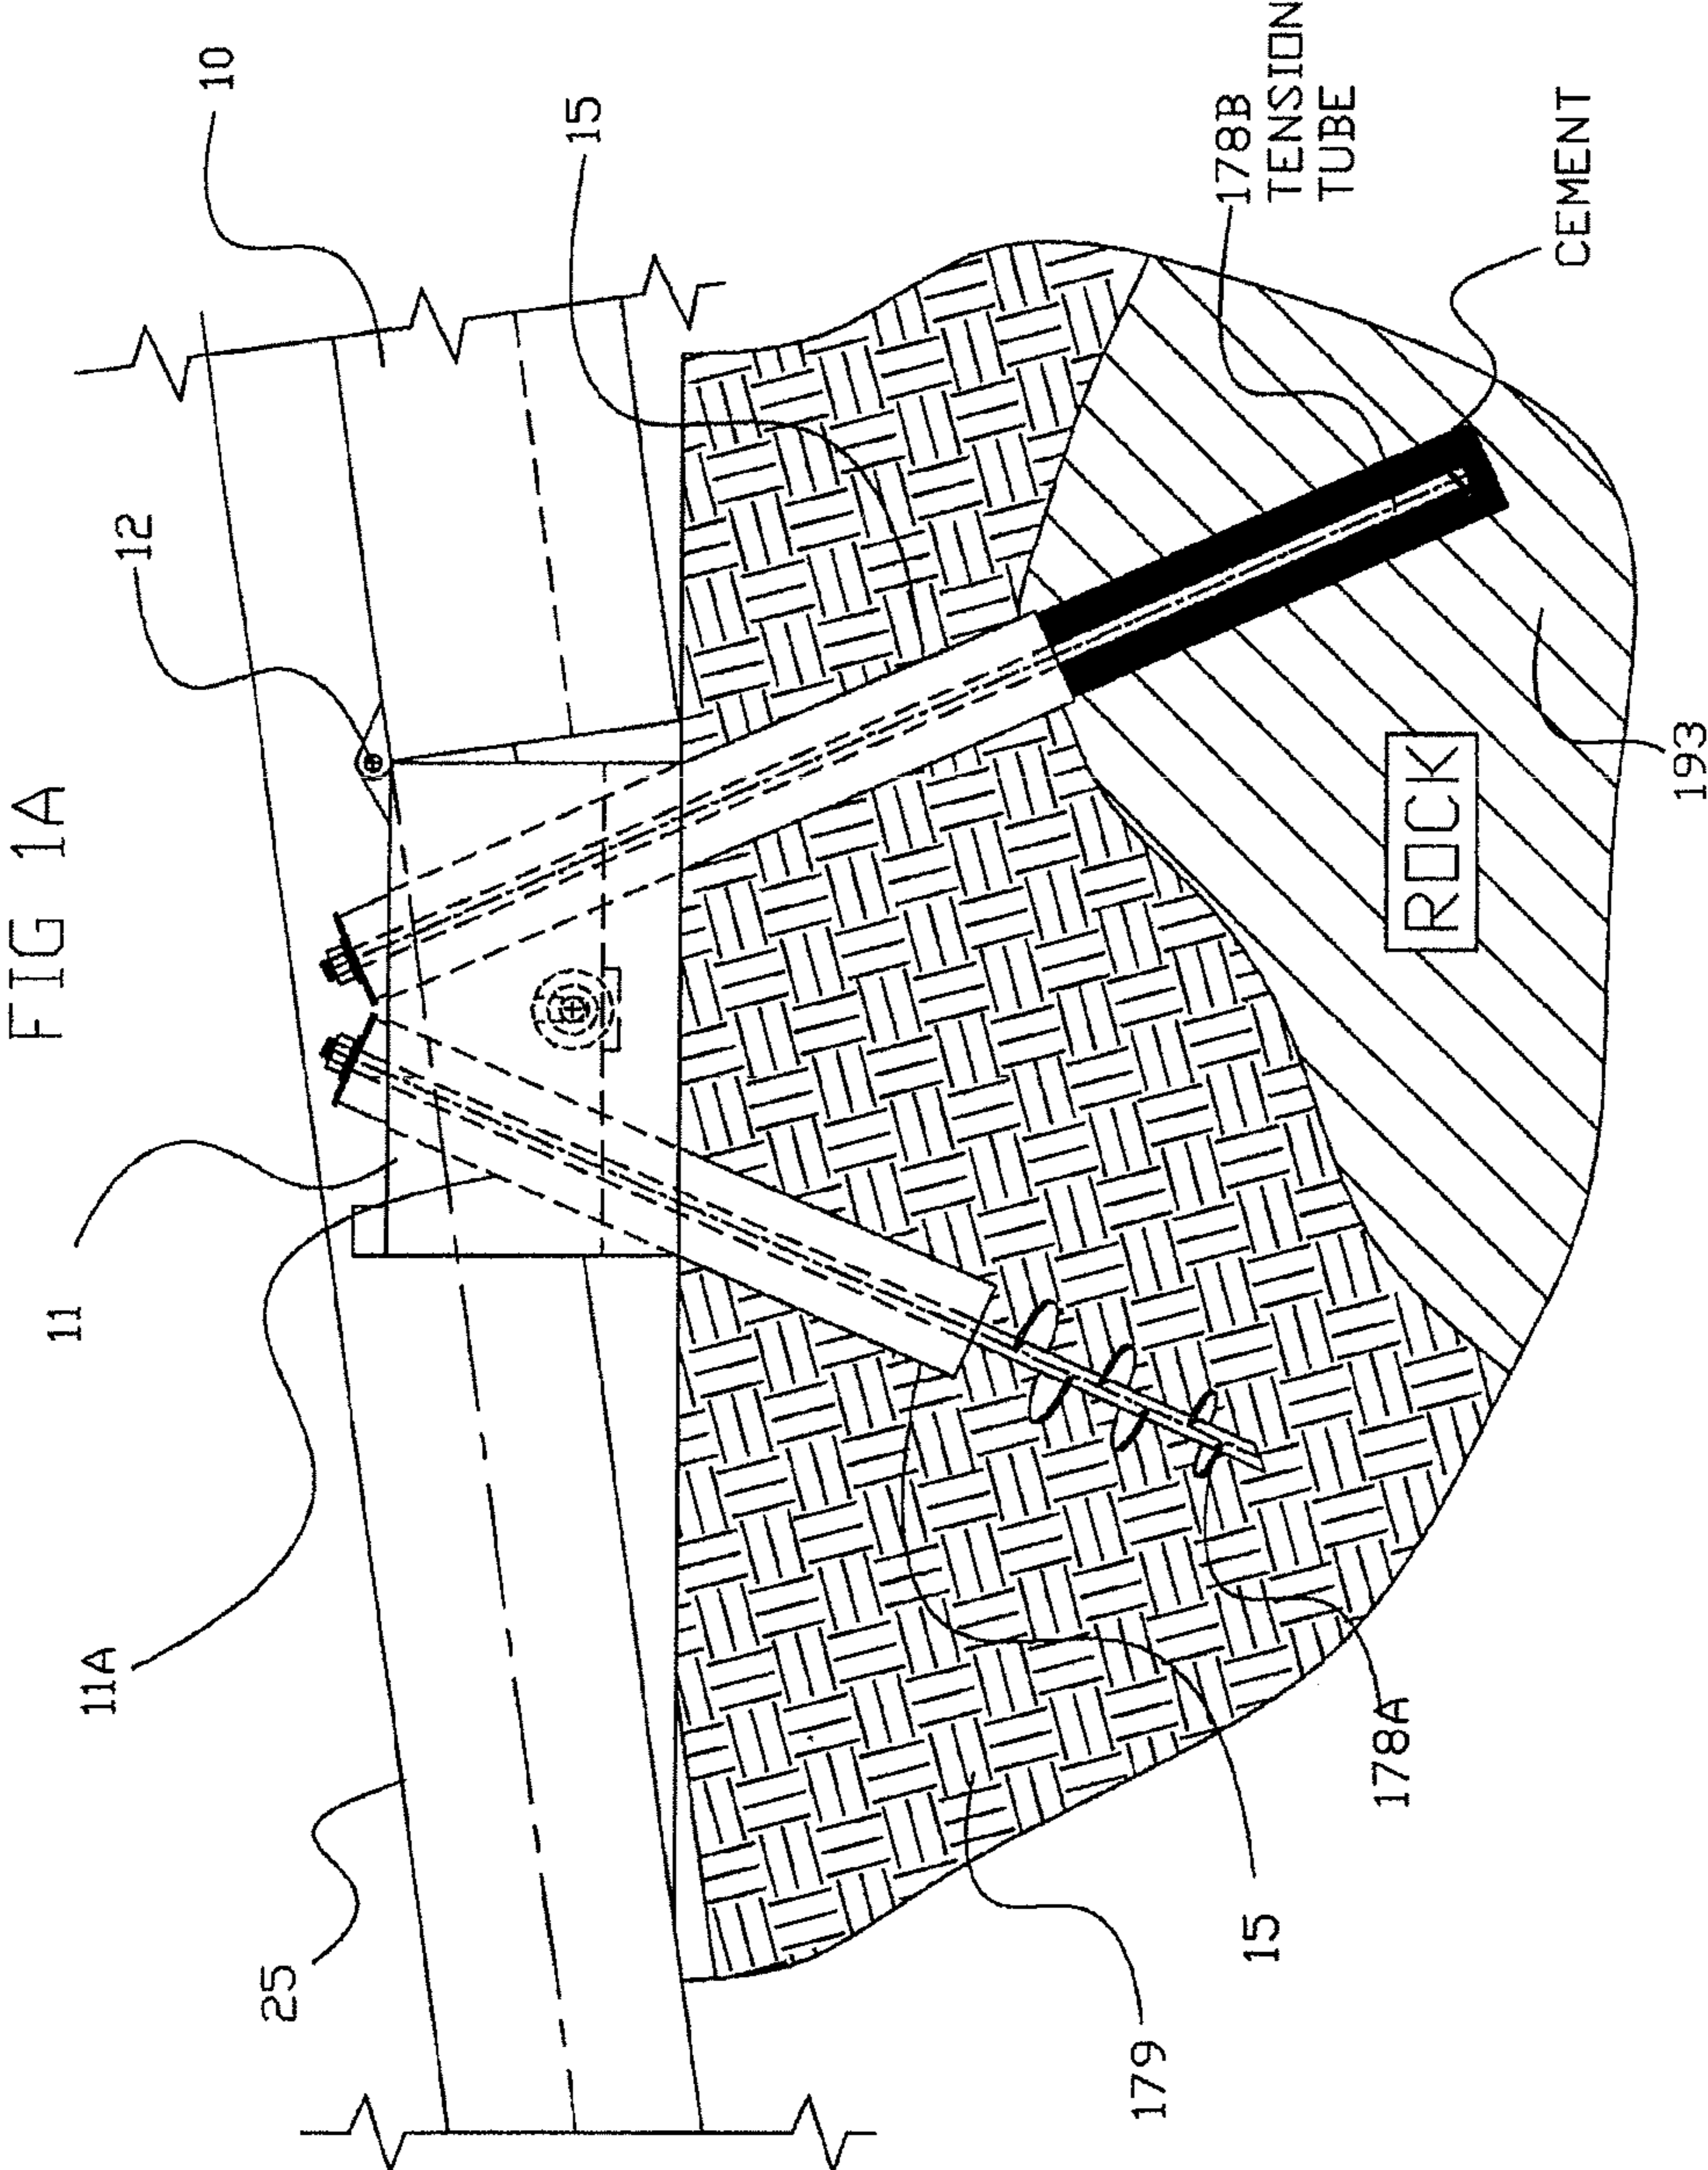 FIG 1A
10
12
15
11
11A
25
178B
TENSION
TUBE
CEMENT
ROCK
193
178A
15
179